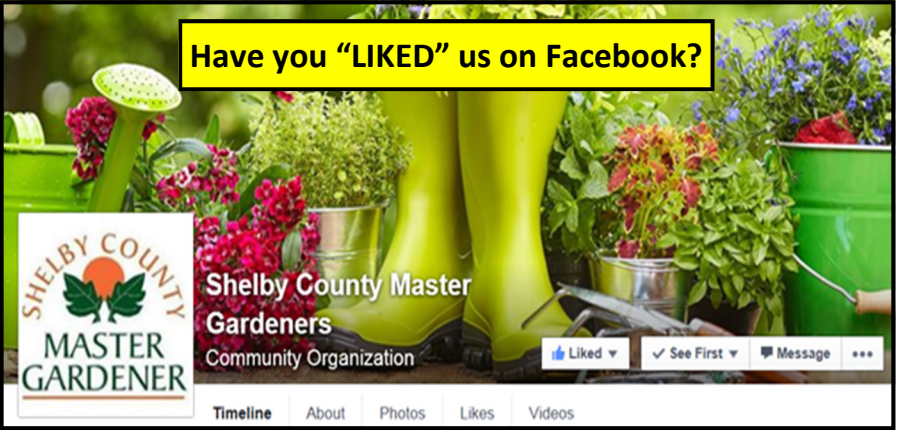 Have you “LIKED” us on Facebook?
SHELBY COUNTY
MASTER
GARDENER
Shelby County Master
Gardeners
Community Organization
Liked
See First
Message
Timeline
About
Photos
Likes
Videos